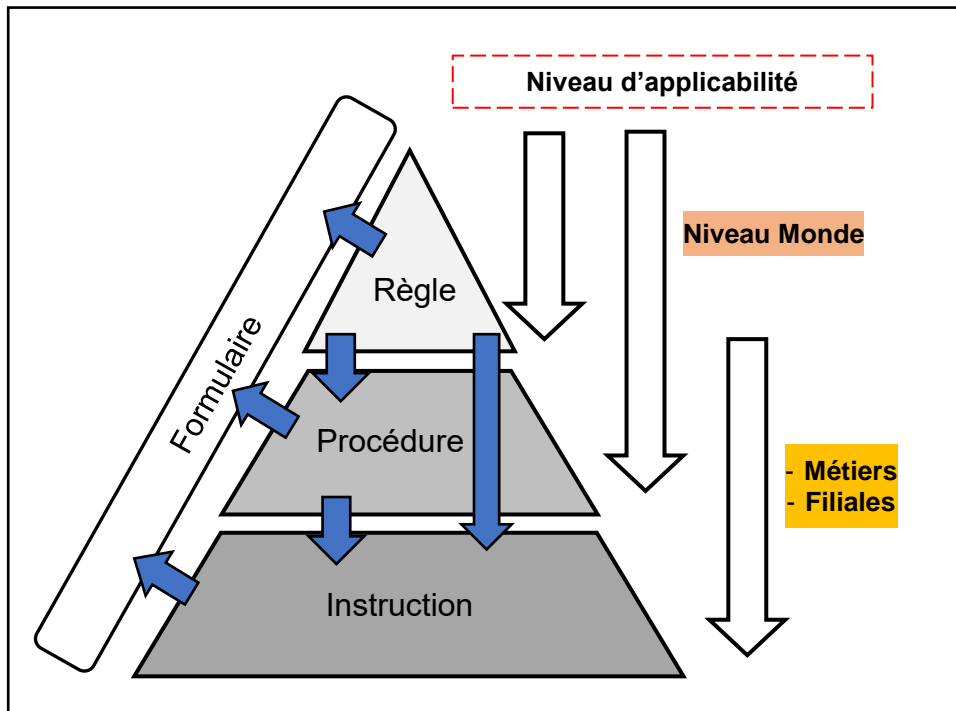 Niveau d’applicabilité
Niveau Monde
Règle
Formulaire
Procédure
- Métiers
- Filiales
Instruction